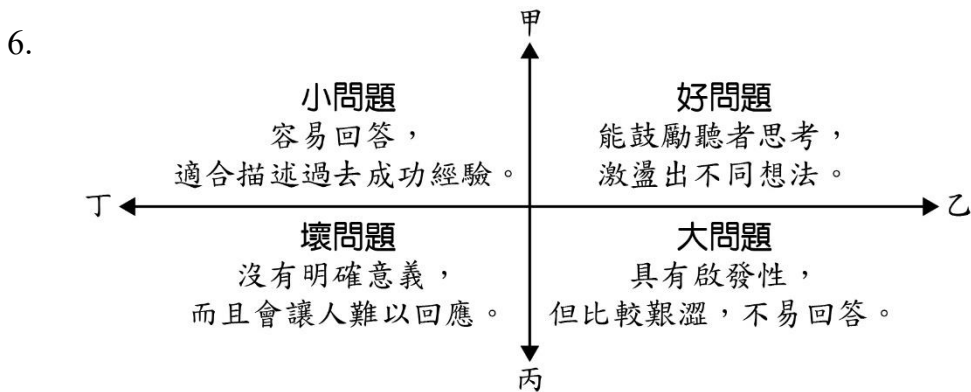 6.
甲
小問題
容易回答，
適合描述過去成功經驗。
好問題
能鼓勵聽者思考，
激盪出不同想法。
丁
乙
壞問題
沒有明確意義，
而且會讓人難以回應。
大問題
具有啟發性，
但比較艱澀，不易回答。
丙